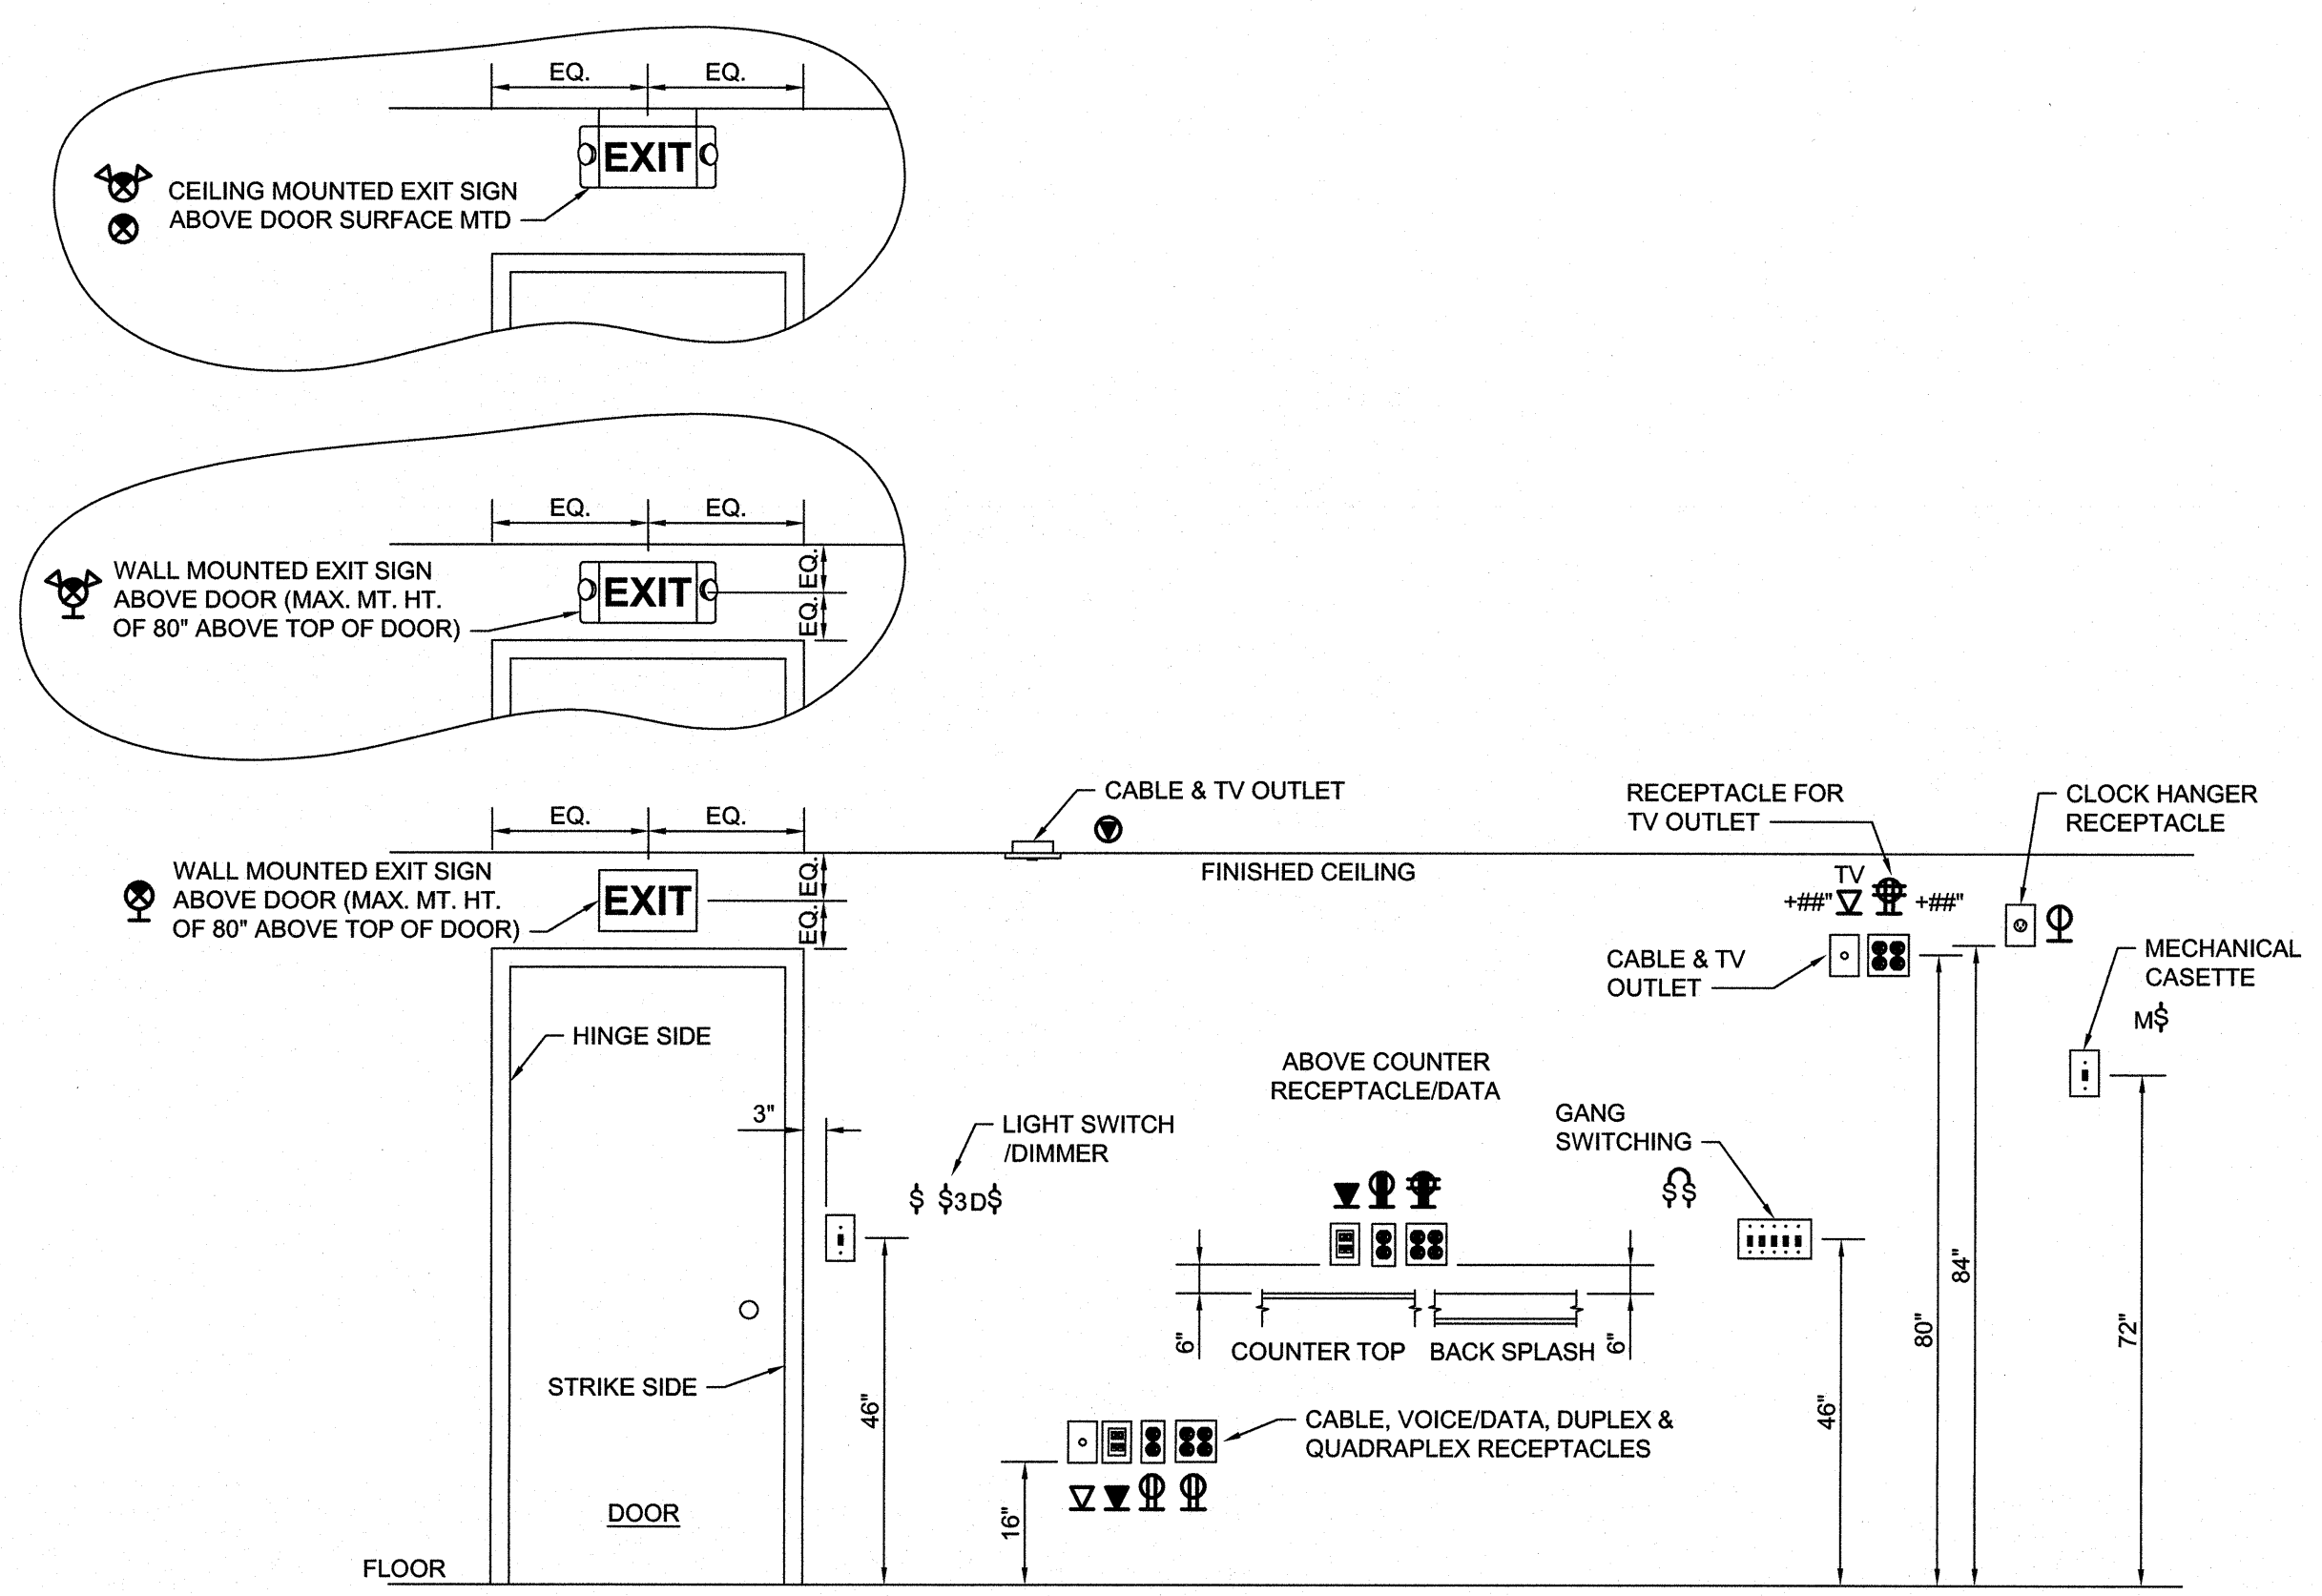 EQ. EQ.
EXIT
CEILING MOUNTED EXIT SIGN
ABOVE DOOR SURFACE MTD
EQ. EQ.
EQ.
EQ.
EXIT
WALL MOUNTED EXIT SIGN
ABOVE DOOR (MAX. MT. HT.
OF 80" ABOVE TOP OF DOOR)
EQ. EQ.
EQ.
EQ.
EXIT
WALL MOUNTED EXIT SIGN
ABOVE DOOR (MAX. MT. HT.
OF 80" ABOVE TOP OF DOOR)
CABLE & TV OUTLET
FINISHED CEILING
RECEPTACLE FOR
TV OUTLET
CLOCK HANGER
RECEPTACLE
TV
+##" +##"
CABLE & TV
OUTLET
MECHANICAL
CASETTE
M$
HINGE SIDE
3"
LIGHT SWITCH
/DIMMER
$ $3 D$
ABOVE COUNTER
RECEPTACLE/DATA
GANG
SWITCHING
$$
6"
COUNTER TOP
BACK SPLASH
6"
STRIKE SIDE
46"
CABLE, VOICE/DATA, DUPLEX &
QUADRAPLEX RECEPTACLES
16"
46"
80"
84"
72"
DOOR
FLOOR